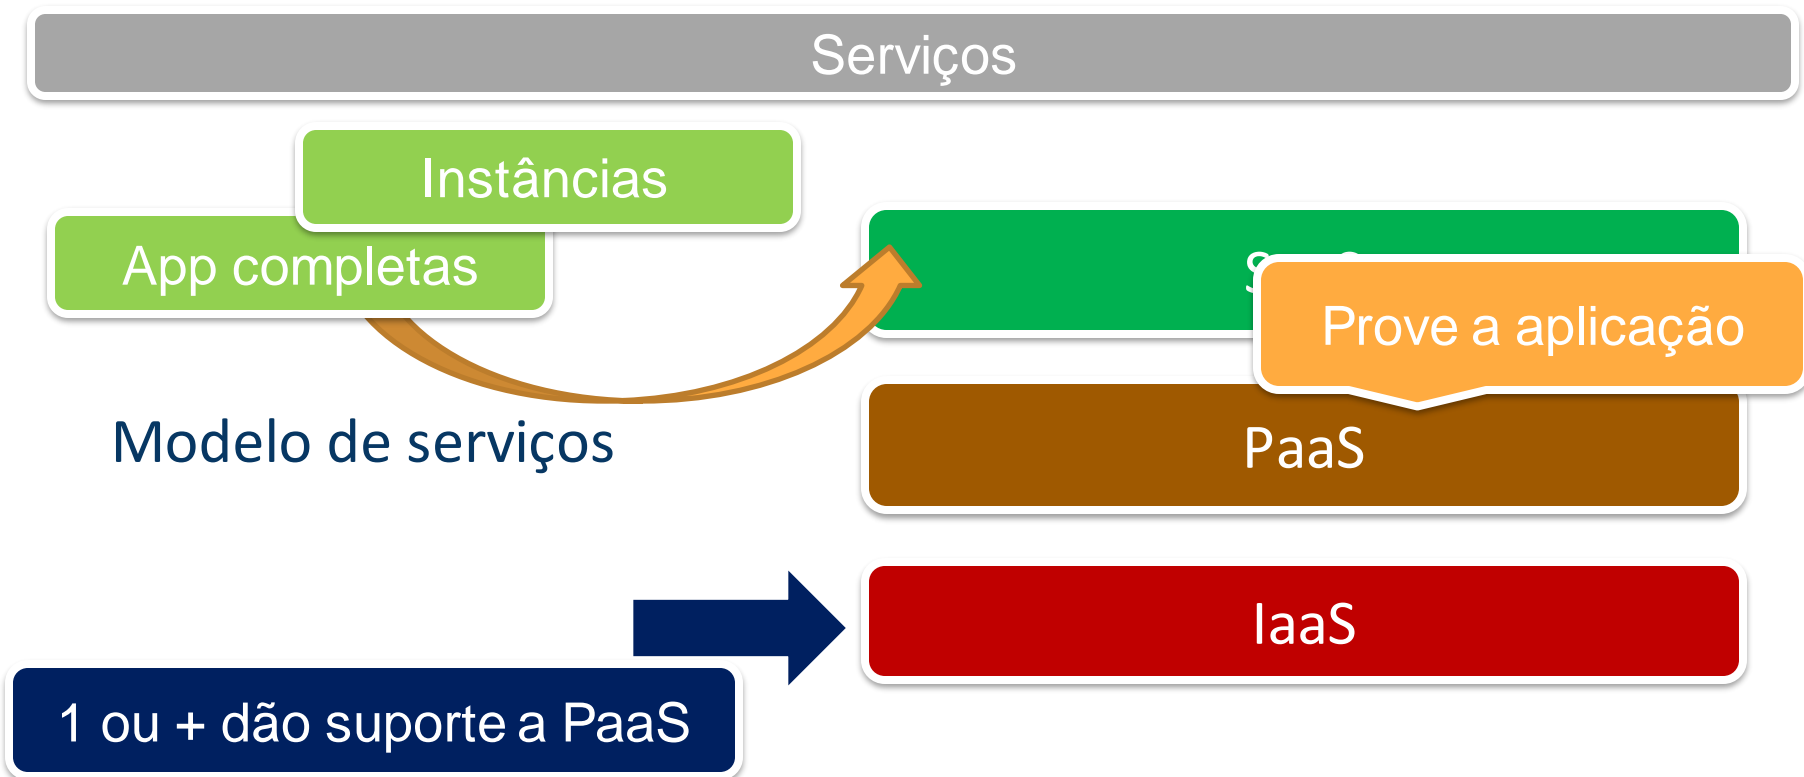 Serviços
Instâncias
App completas
Prove a aplicação
Modelo de serviços
PaaS
IaaS
1 ou + dão suporte a PaaS